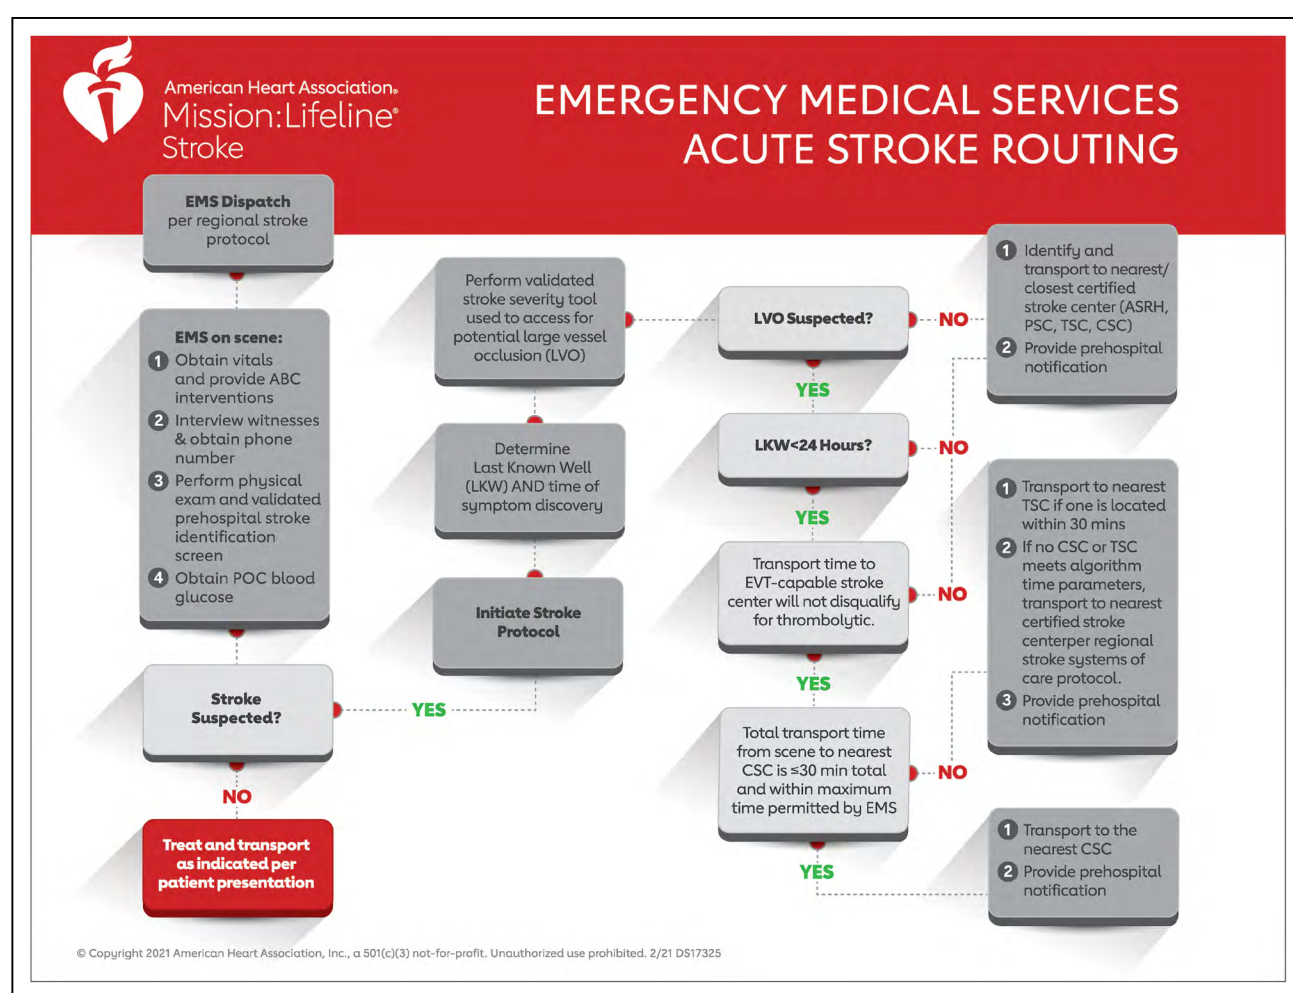 American Heart Association®
Mission:Lifeline®
Stroke
EMERGENCY MEDICAL SERVICES
ACUTE STROKE ROUTING
EMS Dispatch
per regional stroke
protocol
EMS on scene:
1 Obtain vitals
and provide ABC
interventions
2 Interview witnesses
& obtain phone
number
3 Perform physical
exam and validated
prehospital stroke
identification
screen
4 Obtain POC blood
glucose
Stroke
Suspected?
NO
Treat and transport
as indicated per
patient presentation
YES
Initiate Stroke
Protocol
Determine
Last Known Well
(LKW) AND time of
symptom discovery
Perform validated
stroke severity tool
used to access for
potential large vessel
occlusion (LVO)
LVO Suspected?
NO
YES
LKW<24 Hours?
NO
YES
Transport time to
EVT-capable stroke
center will not disqualify
for thrombolytic.
NO
YES
Total transport time
from scene to nearest
CSC is ≤30 min total
and within maximum
time permitted by EMS
NO
YES
1 Identify and
transport to nearest/
closest certified
stroke center (ASRH,
PSC, TSC, CSC)
2 Provide prehospital
notification
1 Transport to nearest
TSC if one is located
within 30 mins
2 If no CSC or TSC
meets algorithm
time parameters,
transport to nearest
certified stroke
centerper regional
stroke systems of
care protocol.
3 Provide prehospital
notification
1 Transport to the
nearest CSC
2 Provide prehospital
notification
© Copyright 2021 American Heart Association, Inc., a 501(c)(3) not-for-profit. Unauthorized use prohibited. 2/21 DS17325